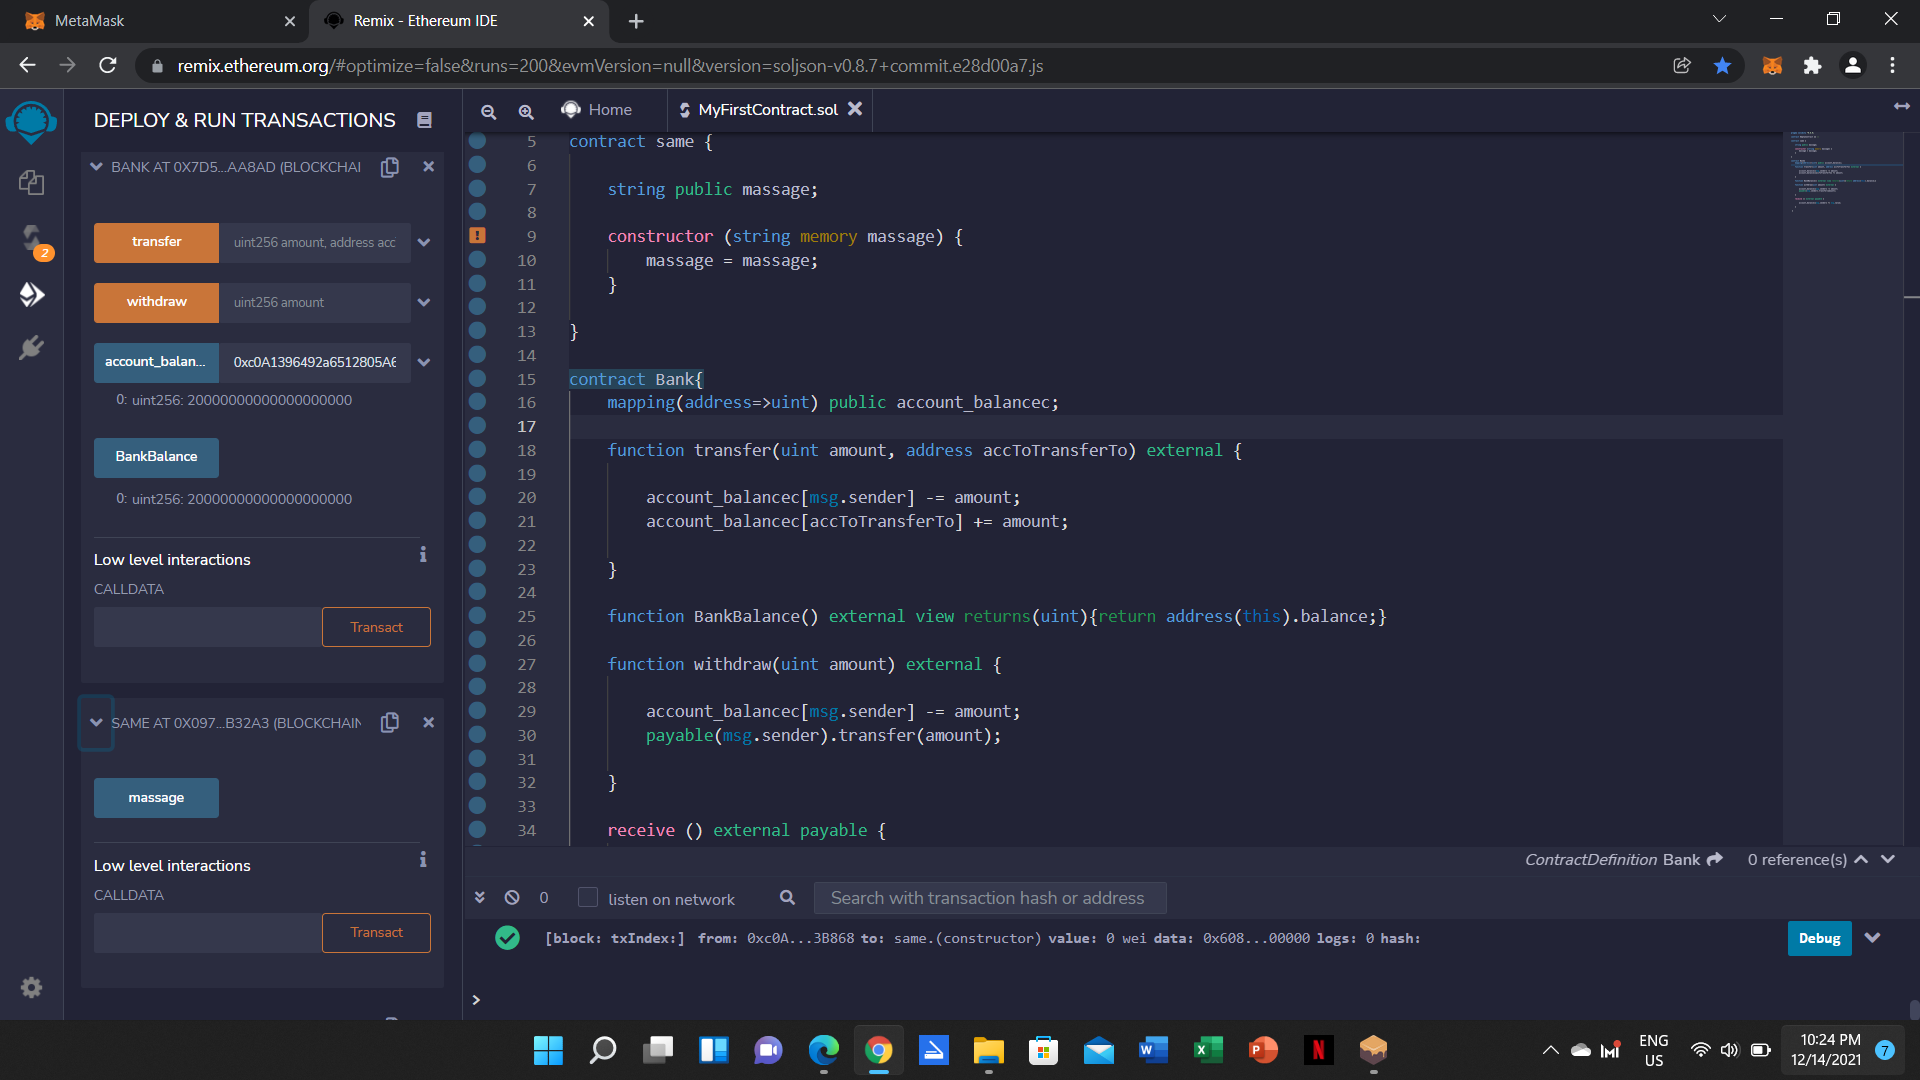 MetaMask
Remix - Ethereum IDE
remix.ethereum.org/#optimize=false&runs=200&evmVersion=null&version=soljson-v0.8.7+commit.e28d00a7.js
DEPLOY & RUN TRANSACTIONS
BANK AT 0X7D5...AA8AD (BLOCKCHAI
transfer
uint256 amount, address acc
withdraw
uint256 amount
account_balan...
0xc0A1396492a6512805A6
0: uint256: 20000000000000000000
BankBalance
0: uint256: 20000000000000000000
Low level interactions
CALLDATA
Transact
SAME AT 0X097...B32A3 (BLOCKCHAIN
massage
Low level interactions
CALLDATA
Transact
2
Home
MyFirstContract.sol
5 contract same {
6
7 string public massage;
8
9 constructor (string memory massage) {
10 massage = massage;
11 }
12
13 }
14
15 contract Bank{
16 mapping(address=>uint) public account_balancec;
17
18 function transfer(uint amount, address accToTransferTo) external {
19
20 account_balancec[msg.sender] -= amount;
21 account_balancec[accToTransferTo] += amount;
22
23 }
24
25 function BankBalance() external view returns(uint){return address(this).balance;}
26
27 function withdraw(uint amount) external {
28
29 account_balancec[msg.sender] -= amount;
30 payable(msg.sender).transfer(amount);
31
32 }
33
34 receive () external payable {
ContractDefinition Bank 0 reference(s)
0 listen on network Search with transaction hash or address
[block: txIndex:] from: 0xc0A...3B868 to: same.(constructor) value: 0 wei data: 0x608...00000 logs: 0 hash:
Debug
>
ENG
US
10:24 PM
12/14/2021
7